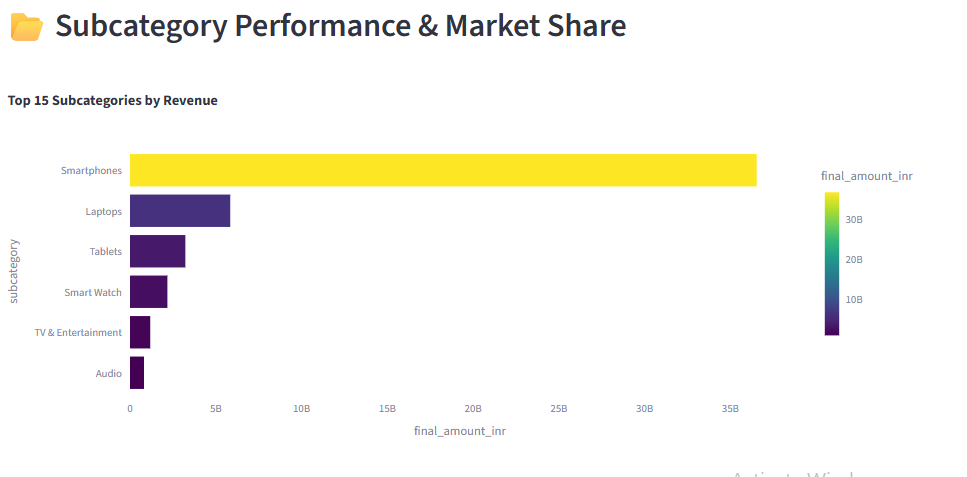 Subcategory Performance & Market Share
Top 15 Subcategories by Revenue
final_amount_inr
30B
20B
10B
subcategory
Smartphones
Laptops
Tablets
Smart Watch
TV & Entertainment
Audio
0 5B 10B 15B 20B 25B 30B 35B
final_amount_inr